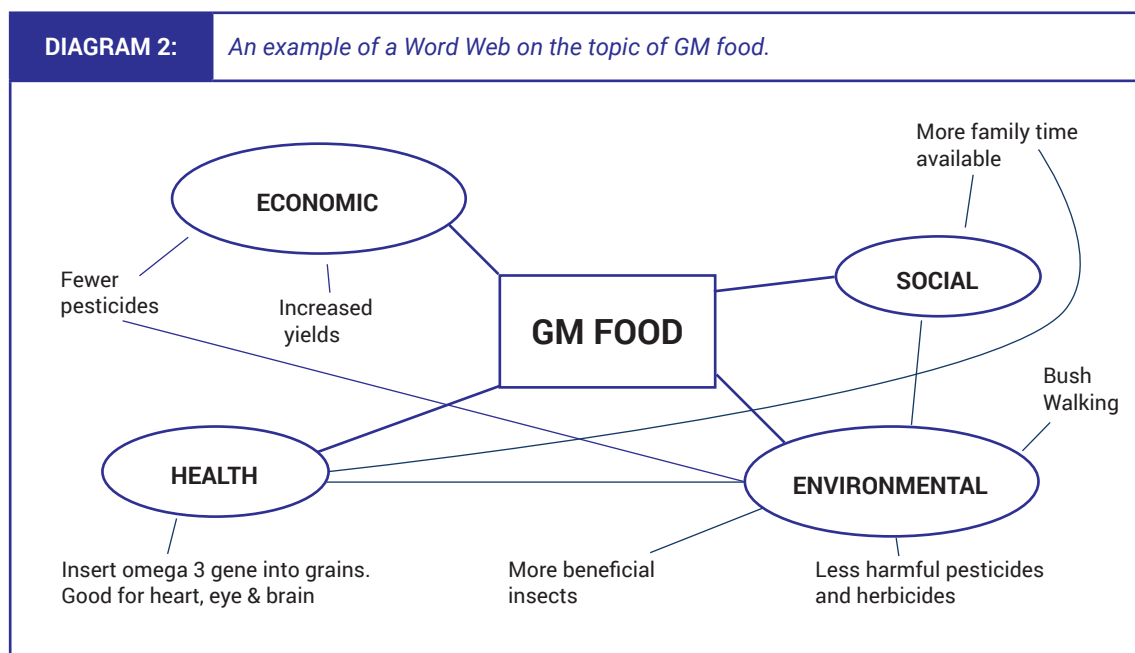 DIAGRAM 2:
An example of a Word Web on the topic of GM food.
More family time
available
ECONOMIC
SOCIAL
Fewer
pesticides
Increased
yields
GM FOOD
Bush
Walking
HEALTH
ENVIRONMENTAL
Insert omega 3 gene into grains.
Good for heart, eye & brain
More beneficial
insects
Less harmful pesticides
and herbicides